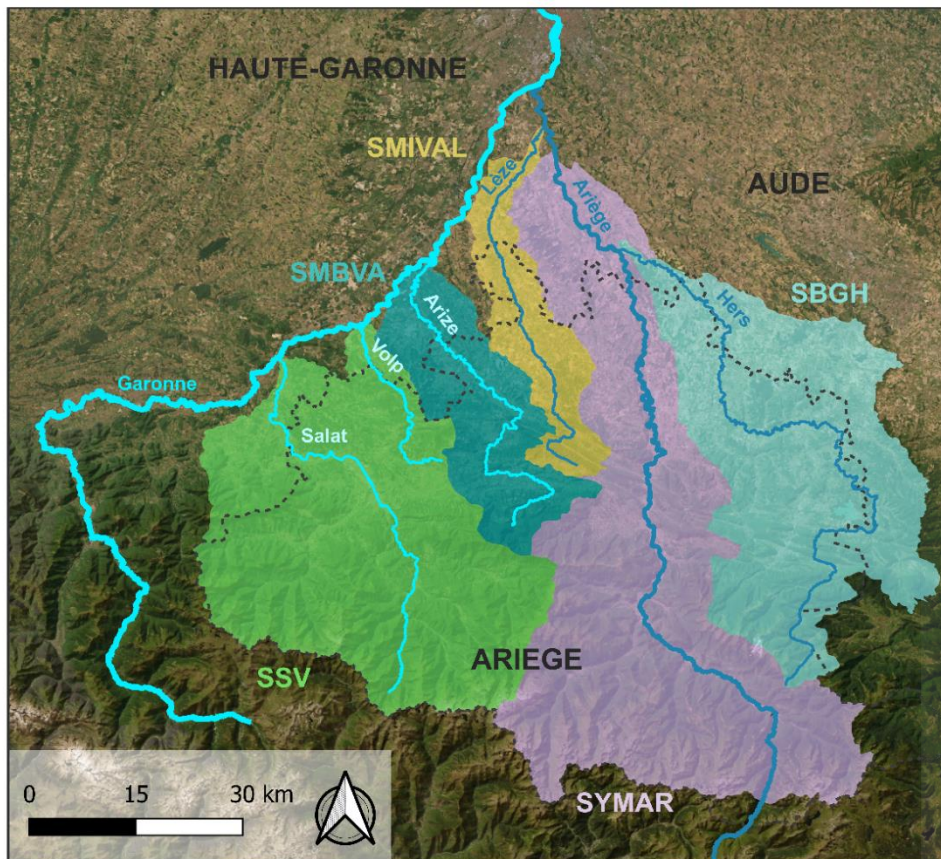 HAUTE-GARONNE
SMIVAL
Lèze
AUDE
Ariège
SMBVA
SBGH
Hers
Arize
Volp
Garonne
Salat
ARIEGE
SSV
0 15 30 km
SYMAR